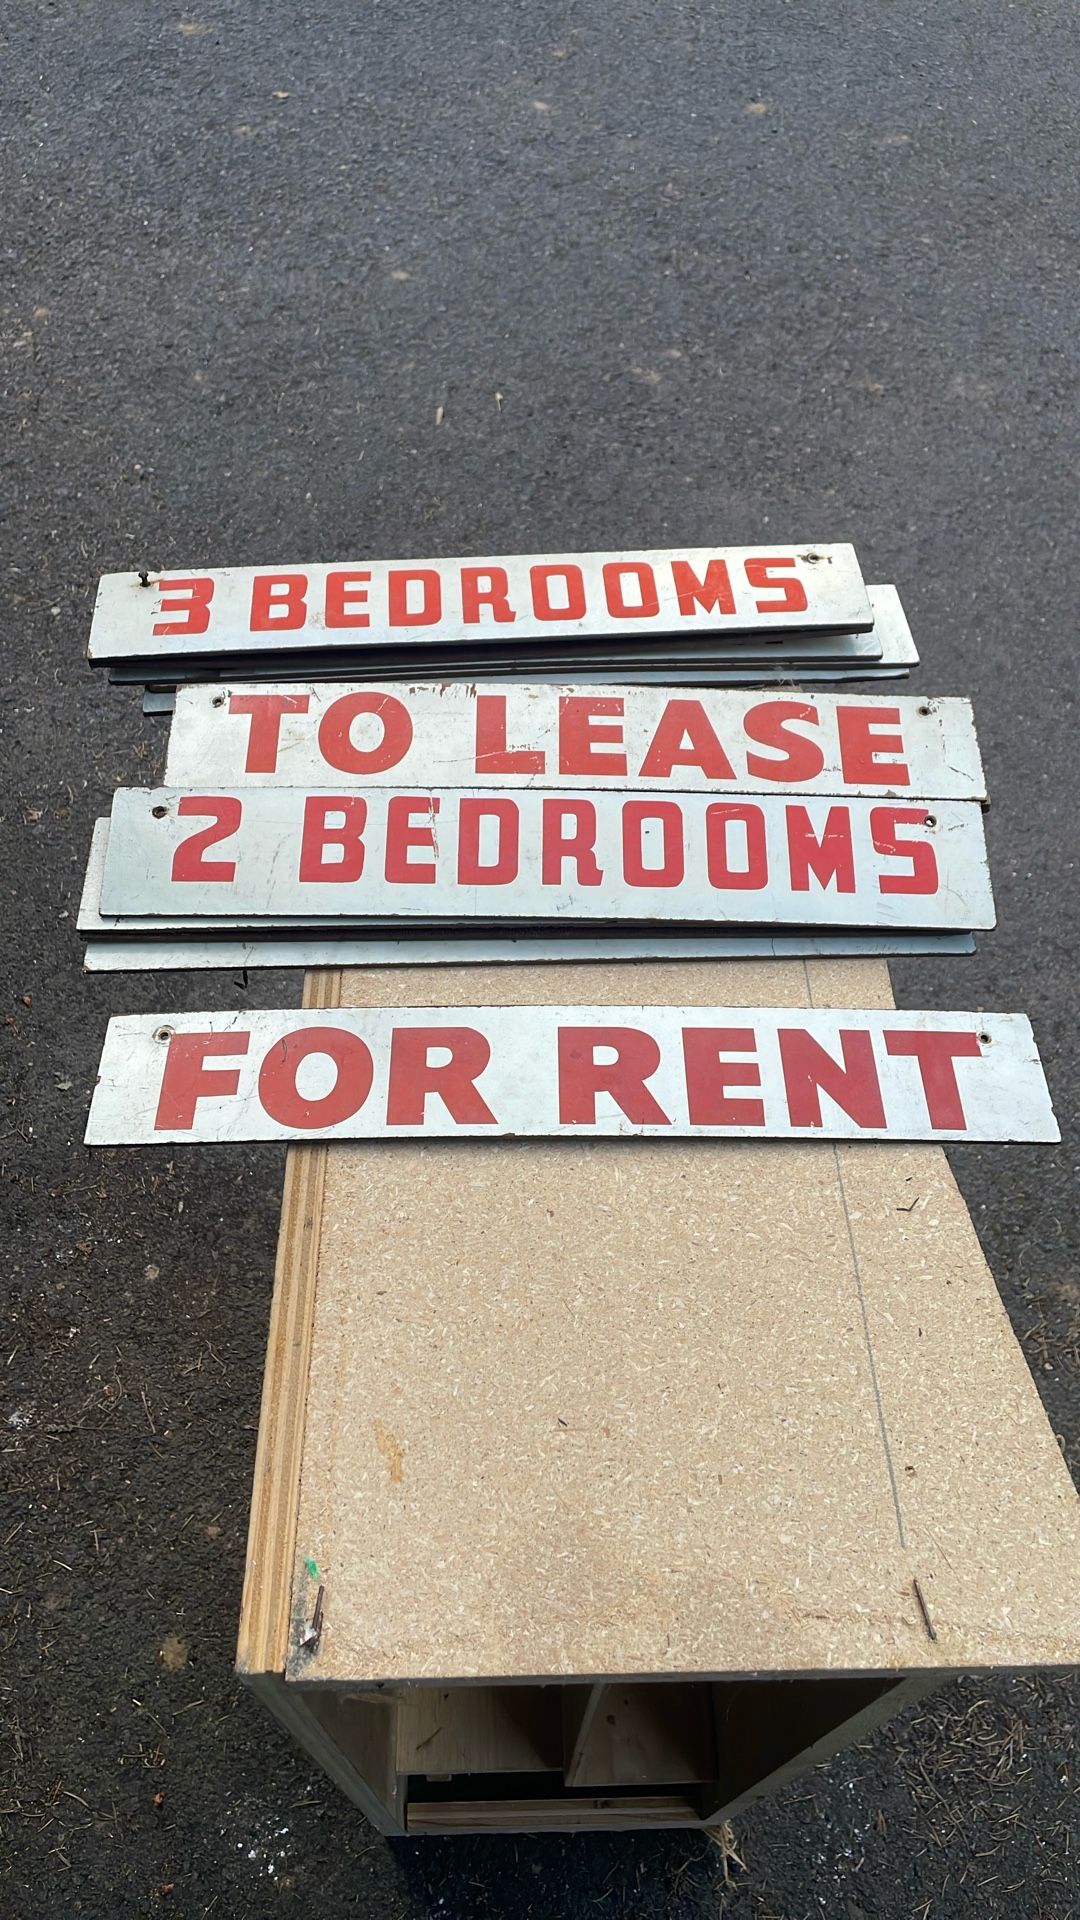 3 BEDROOMS
TO LEASE
2 BEDROOMS
FOR RENT